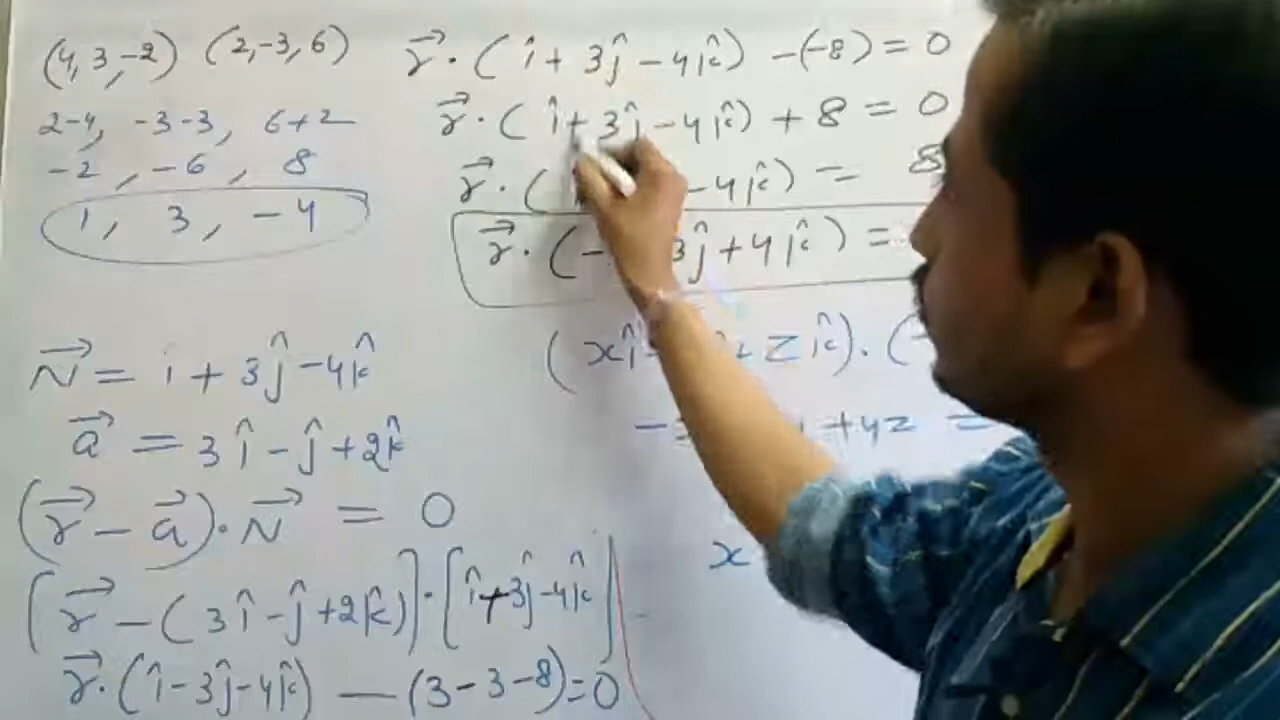 (4,3,-2) (2,-3,6)
2-4, -3-3, 6+2
-2, -6, 8
1, 3, -4
N⃗ = i + 3ĵ - 4k̂
a⃗ = 3î - ĵ + 2k̂
(r⃗ - a⃗)·N⃗ = 0
[r⃗ - (3î - ĵ + 2k̂)]·[î + 3ĵ - 4k̂]
r⃗·(î - 3ĵ - 4k̂) — (3 - 3 - 8) = 0
r⃗·(î + 3ĵ - 4k̂) - (-8) = 0
r⃗·(î + 3ĵ - 4k̂) + 8 = 0
r⃗·( - 4k̂) = 8
r⃗·(- 3ĵ + 4k̂) =
(xî zk̂)·(-
- + 4z =
x